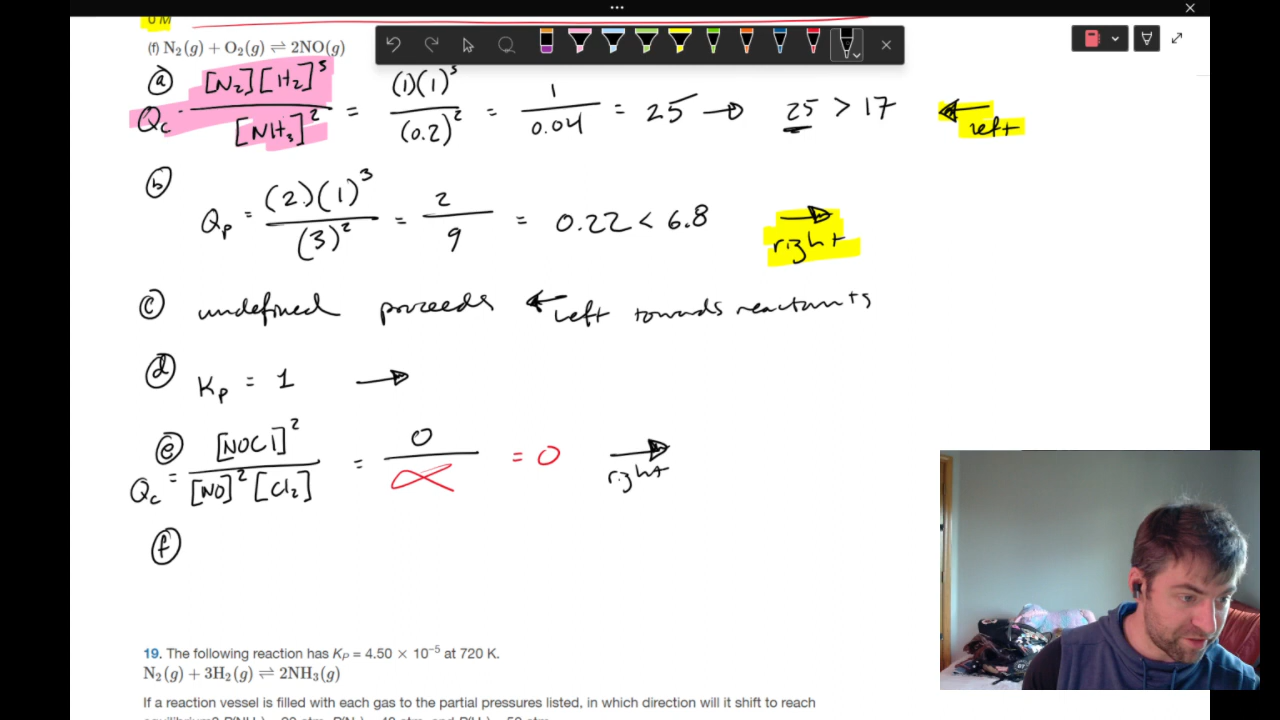 0 M
(f) N₂(g) + O₂(g) ⇌ 2NO(g)
ⓐ Qc = [N₂][H₂]³ / [NH₃]² = (1)(1)³ / (0.2)² = 1 / 0.04 = 25 → 25 > 17 ← left
ⓑ Qp = (2)(1)³ / (3)² = 2 / 9 = 0.22 < 6.8 → right
ⓒ undefined proceeds ← left towards reactants
ⓓ Kp = 1 →
ⓔ Qc = [NOCl]² / [NO]² [Cl₂] = 0 / ∝ = 0 → right
ⓕ
19. The following reaction has KP = 4.50 × 10⁻⁵ at 720 K.
N₂(g) + 3H₂(g) ⇌ 2NH₃(g)
If a reaction vessel is filled with each gas to the partial pressures listed, in which direction will it shift to reach